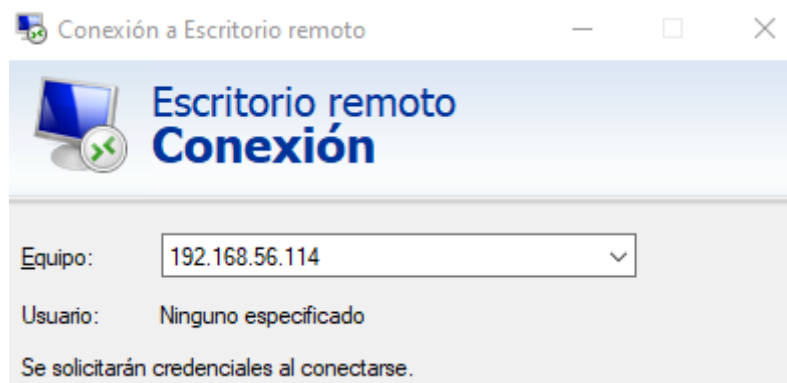 Conexión a Escritorio remoto
Escritorio remoto
Conexión
Equipo: 192.168.56.114
Usuario: Ninguno especificado
Se solicitarán credenciales al conectarse.